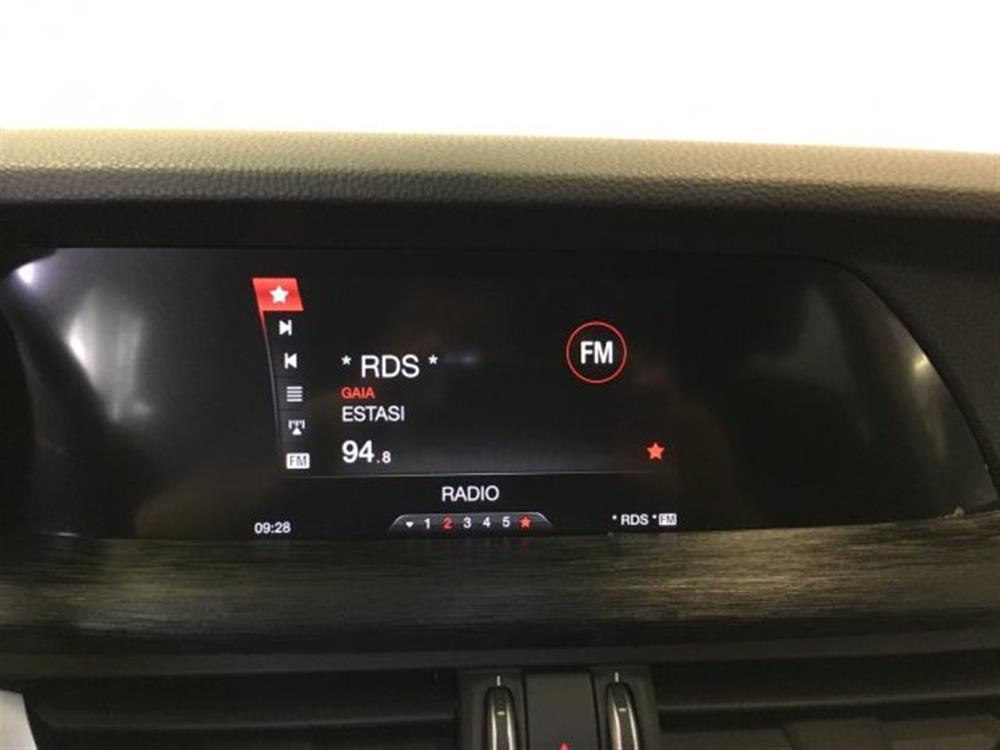 * RDS *
FM
GAIA
ESTASI
94.8
FM
RADIO
09:28
1 2 3 4 5
* RDS * FM